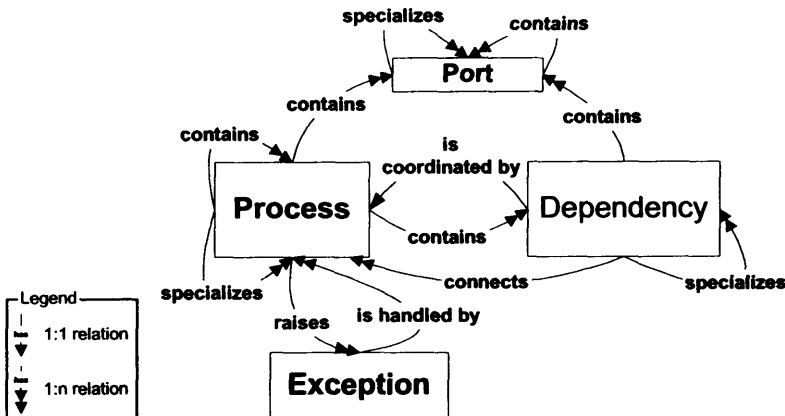 specializes
contains
Port
contains
contains
contains
is
coordinated by
Process
Dependency
contains
specializes
connects
specializes
raises
is handled by
Exception
Legend
1:1 relation
1:n relation